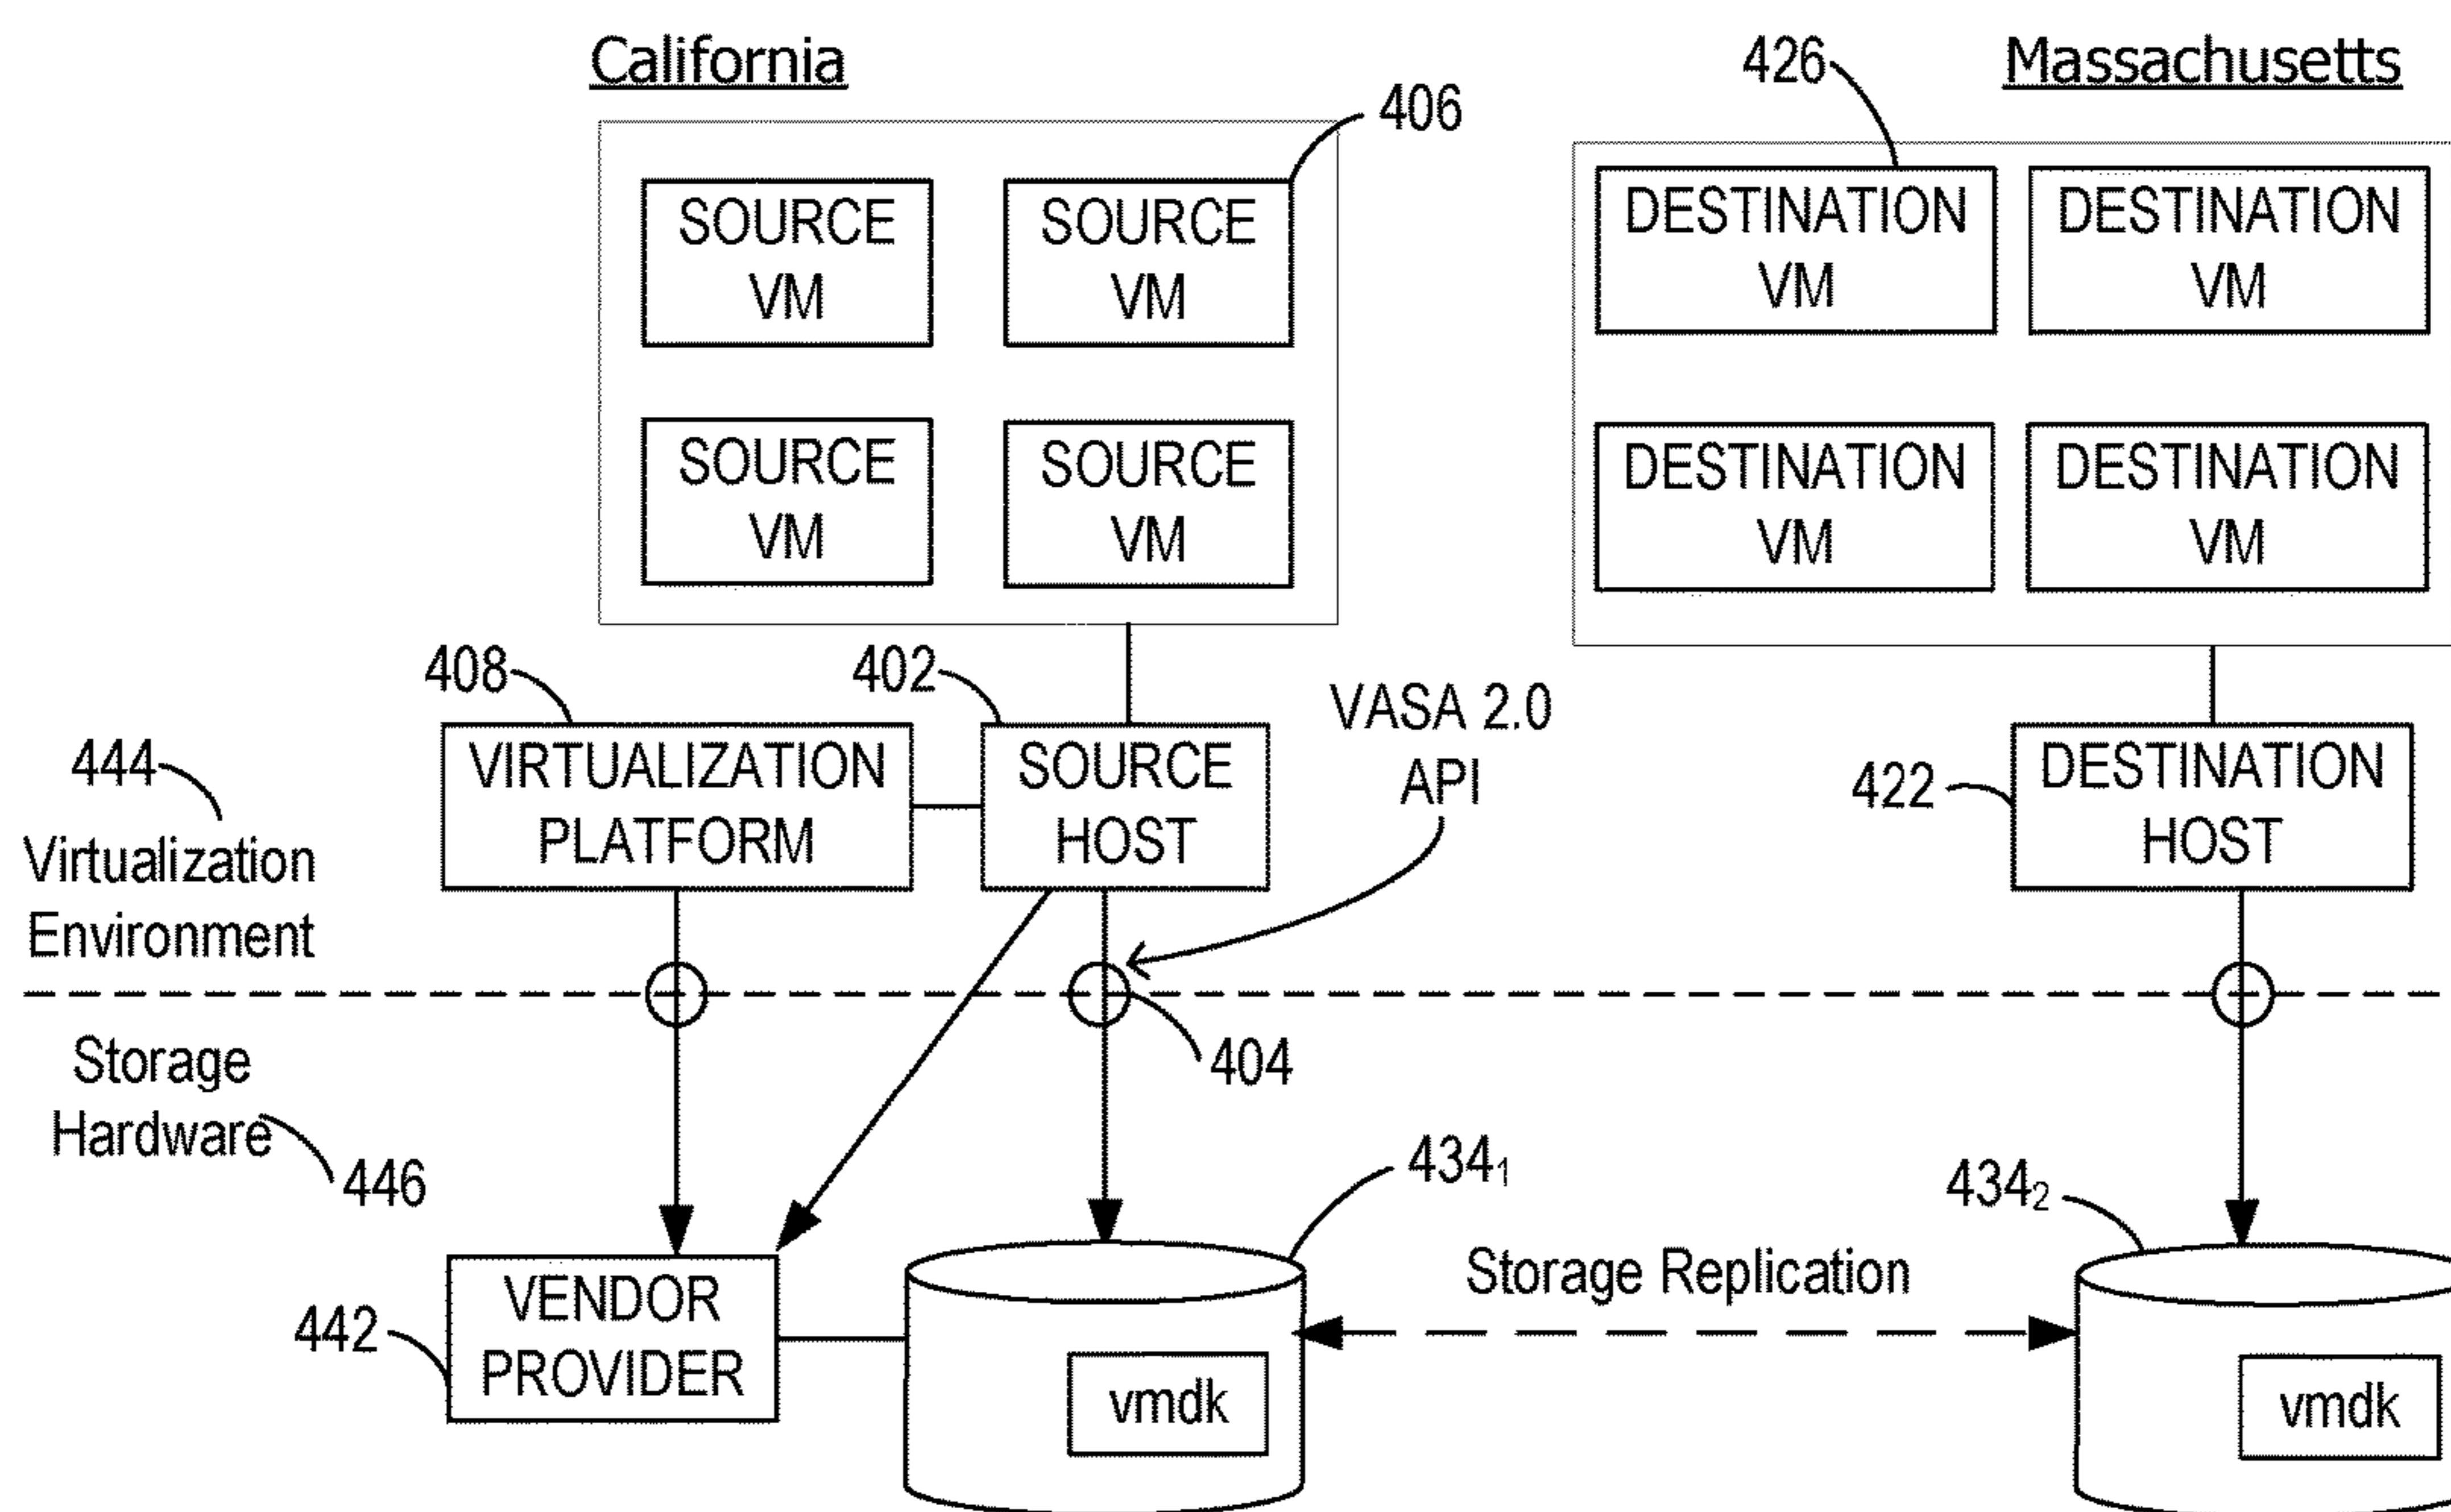 California
426
Massachusetts
406
SOURCE
VM
SOURCE
VM
DESTINATION
VM
DESTINATION
VM
SOURCE
VM
SOURCE
VM
DESTINATION
VM
DESTINATION
VM
408
402
VASA 2.0
API
444
Virtualization
Environment
VIRTUALIZATION
PLATFORM
SOURCE
HOST
422
DESTINATION
HOST
Storage
Hardware
446
404
434₁
434₂
Storage Replication
442
VENDOR
PROVIDER
vmdk
vmdk